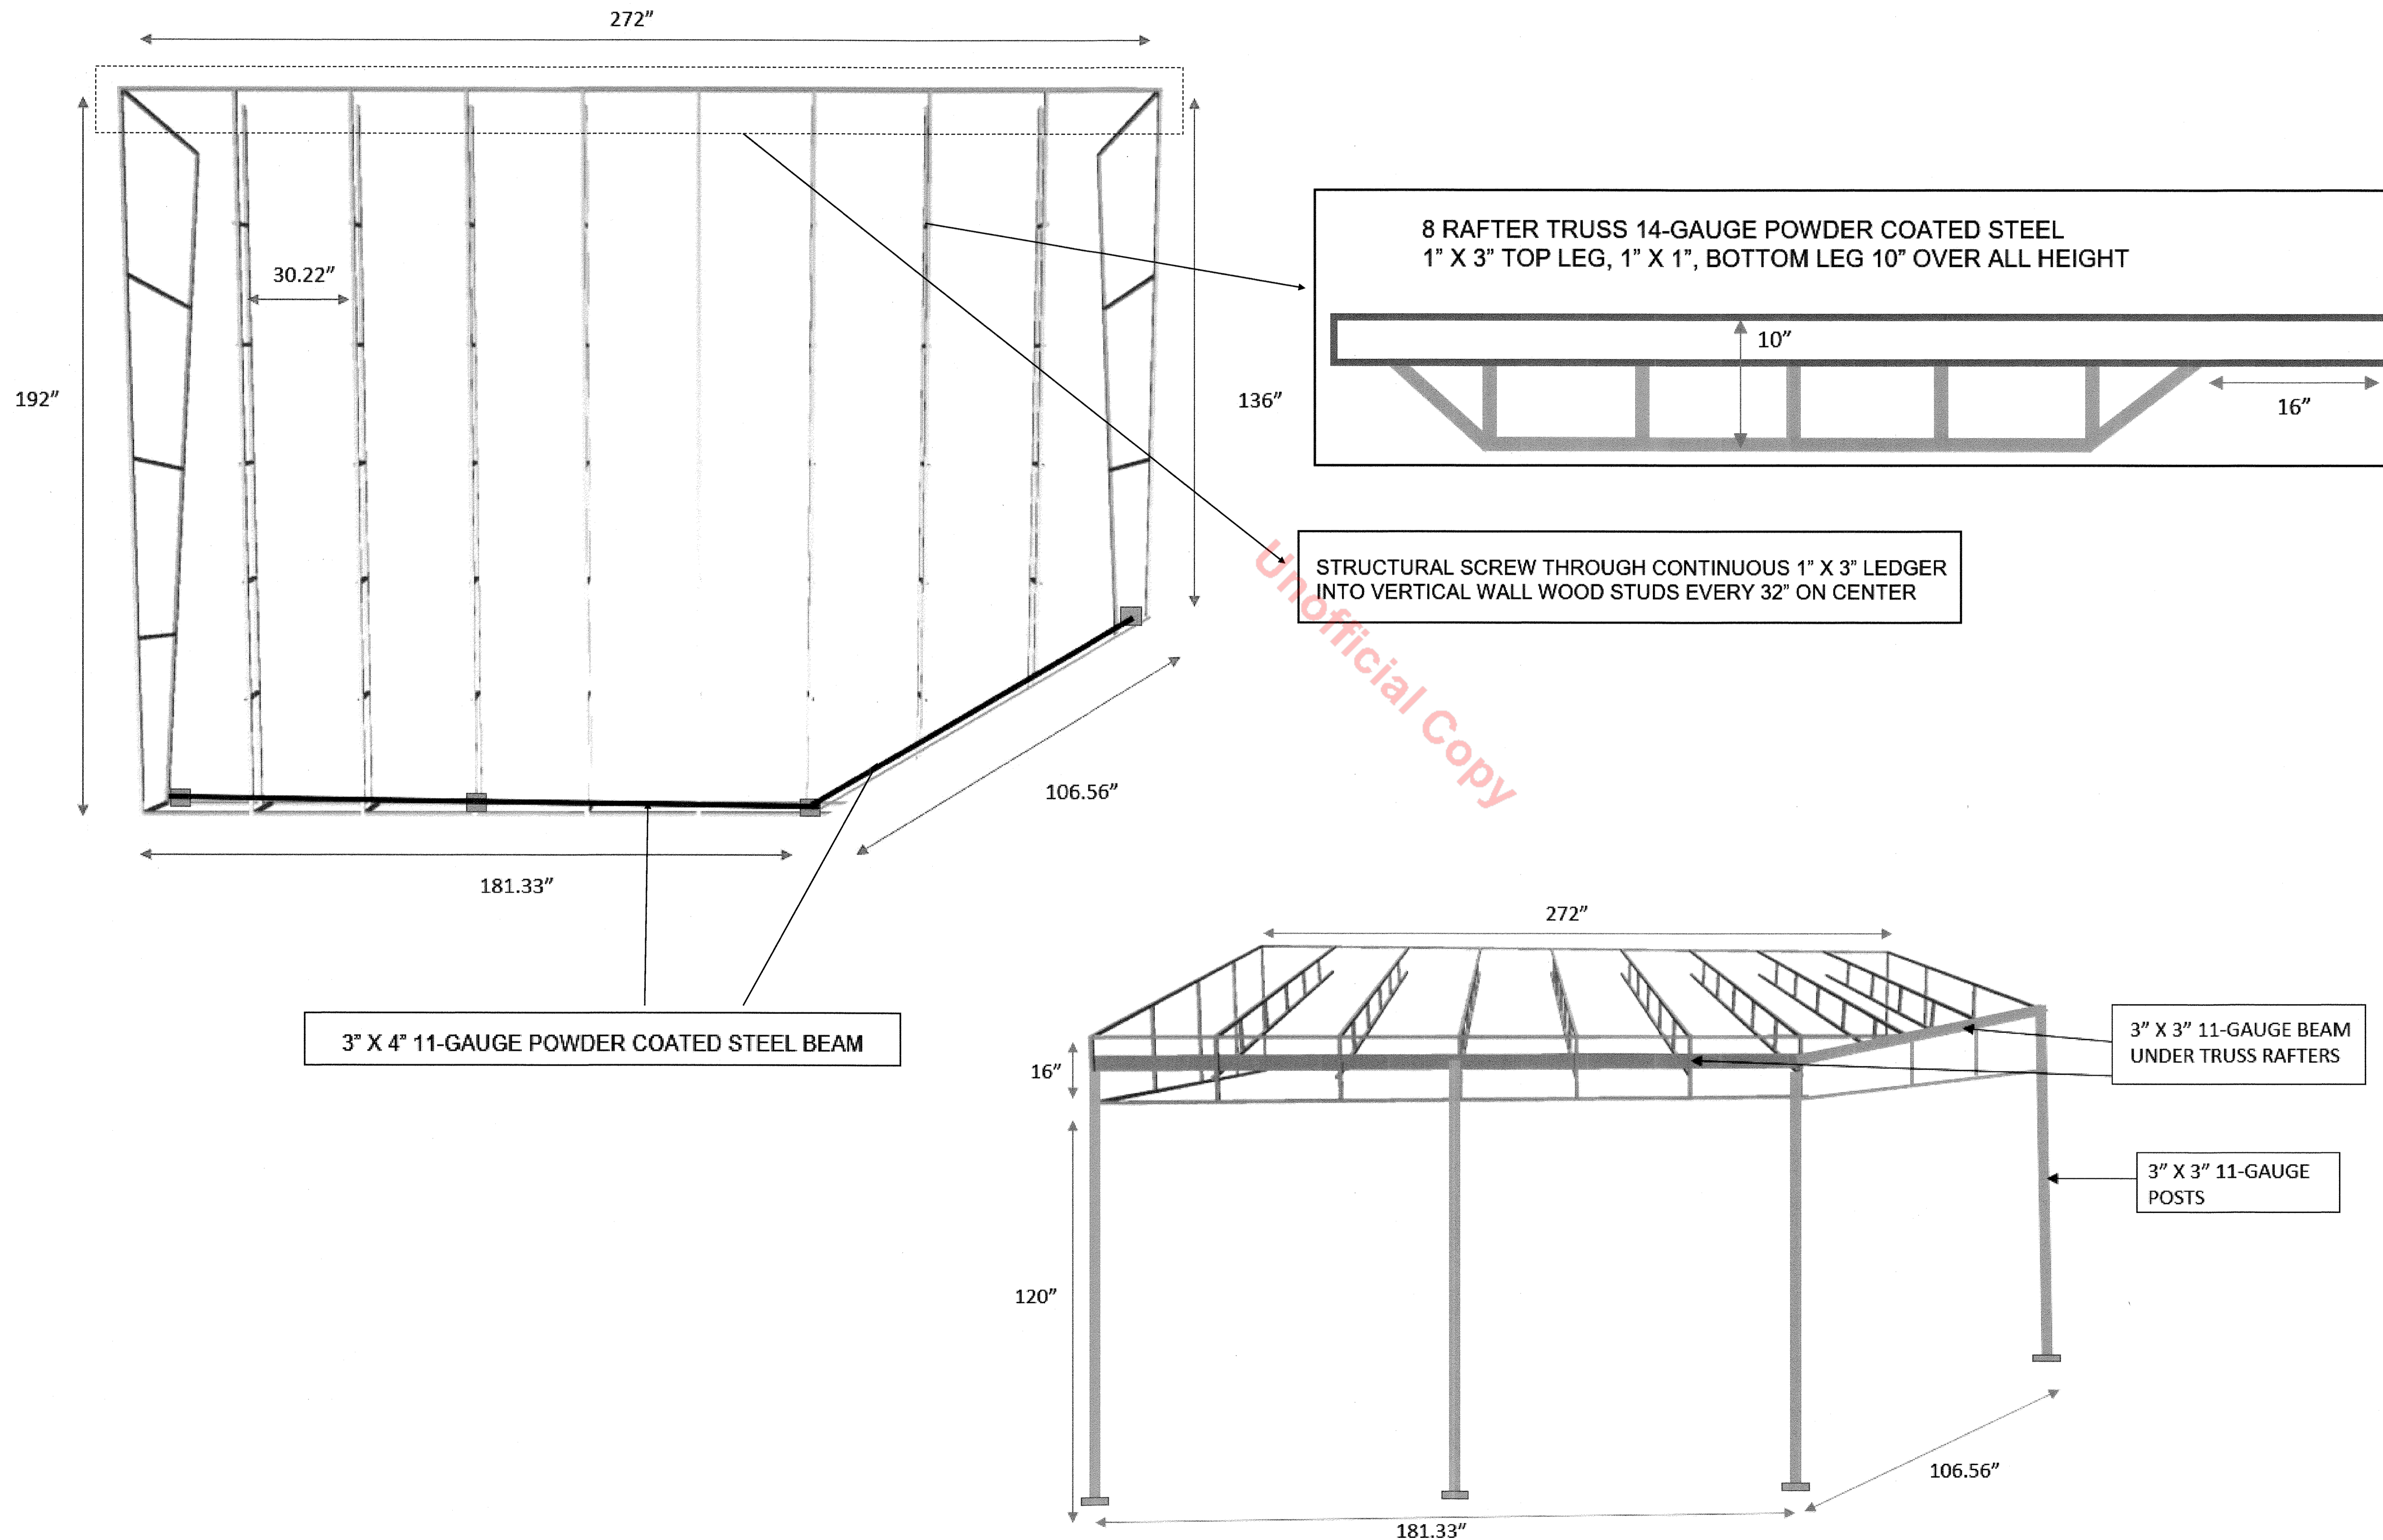 272”
192”
30.22”
136”
8 RAFTER TRUSS 14-GAUGE POWDER COATED STEEL
1” X 3” TOP LEG, 1” X 1”, BOTTOM LEG 10” OVER ALL HEIGHT
10”
16”
STRUCTURAL SCREW THROUGH CONTINUOUS 1” X 3” LEDGER
INTO VERTICAL WALL WOOD STUDS EVERY 32” ON CENTER
Unofficial Copy
106.56”
181.33”
3” X 4” 11-GAUGE POWDER COATED STEEL BEAM
272”
16”
3” X 3” 11-GAUGE BEAM
UNDER TRUSS RAFTERS
3” X 3” 11-GAUGE
POSTS
120”
106.56”
181.33”